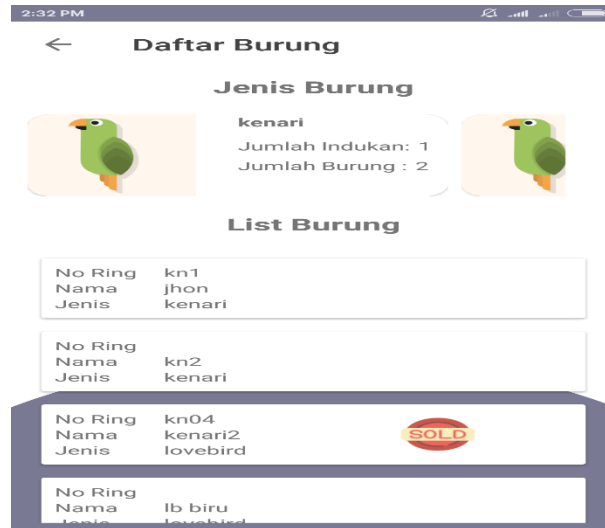 2:32 PM
Daftar Burung
Jenis Burung
kenari
Jumlah Indukan: 1
Jumlah Burung : 2
List Burung
No Ring kn1
Nama jhon
Jenis kenari
No Ring
Nama kn2
Jenis kenari
No Ring kn04
Nama kenari2
Jenis lovebird
SOLD
No Ring
Nama lb biru
Jenis lovebird